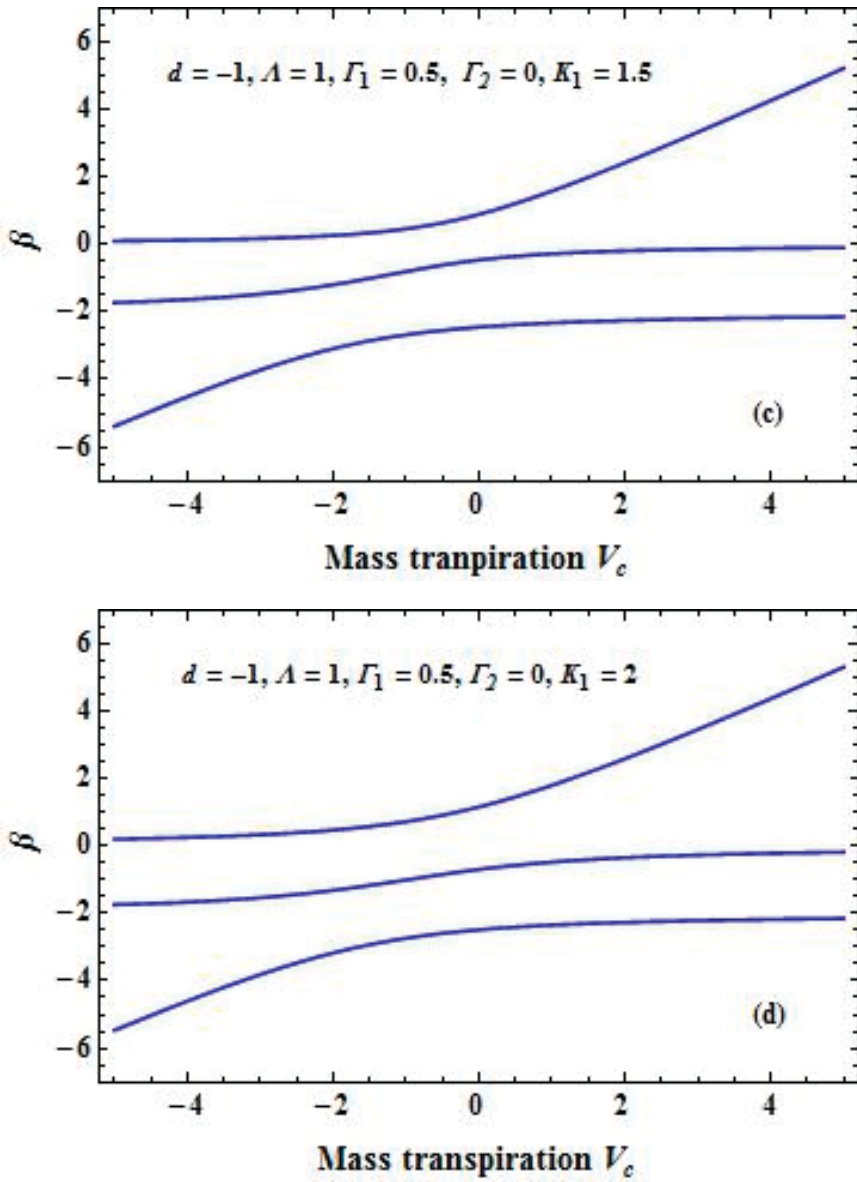 6
d = −1, Λ = 1, Γ₁ = 0.5, Γ₂ = 0, K₁ = 1.5
4
2
β
0
−2
−4
(c)
−6
−4 −2 0 2 4
Mass tranpiration V_c
6
d = −1, Λ = 1, Γ₁ = 0.5, Γ₂ = 0, K₁ = 2
4
2
β
0
−2
−4
(d)
−6
−4 −2 0 2 4
Mass transpiration V_c